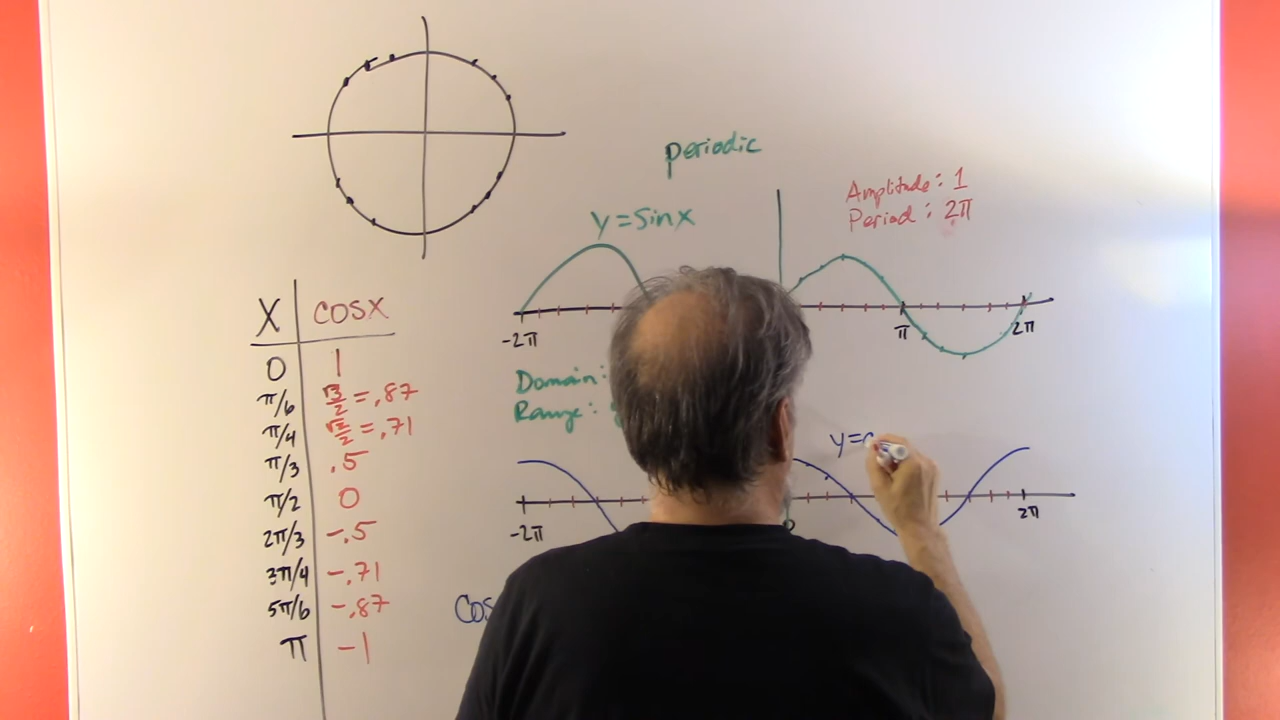 periodic
Amplitude: 1
Period: 2π
y=sinx
-2π
π
2π
Domain:
Range:
y=
-2π
2π
X cosx
0 1
π/6 √3/2 = .87
π/4 √2/2 = .71
π/3 .5
π/2 0
2π/3 -.5
3π/4 -.71
5π/6 -.87
π -1
cos